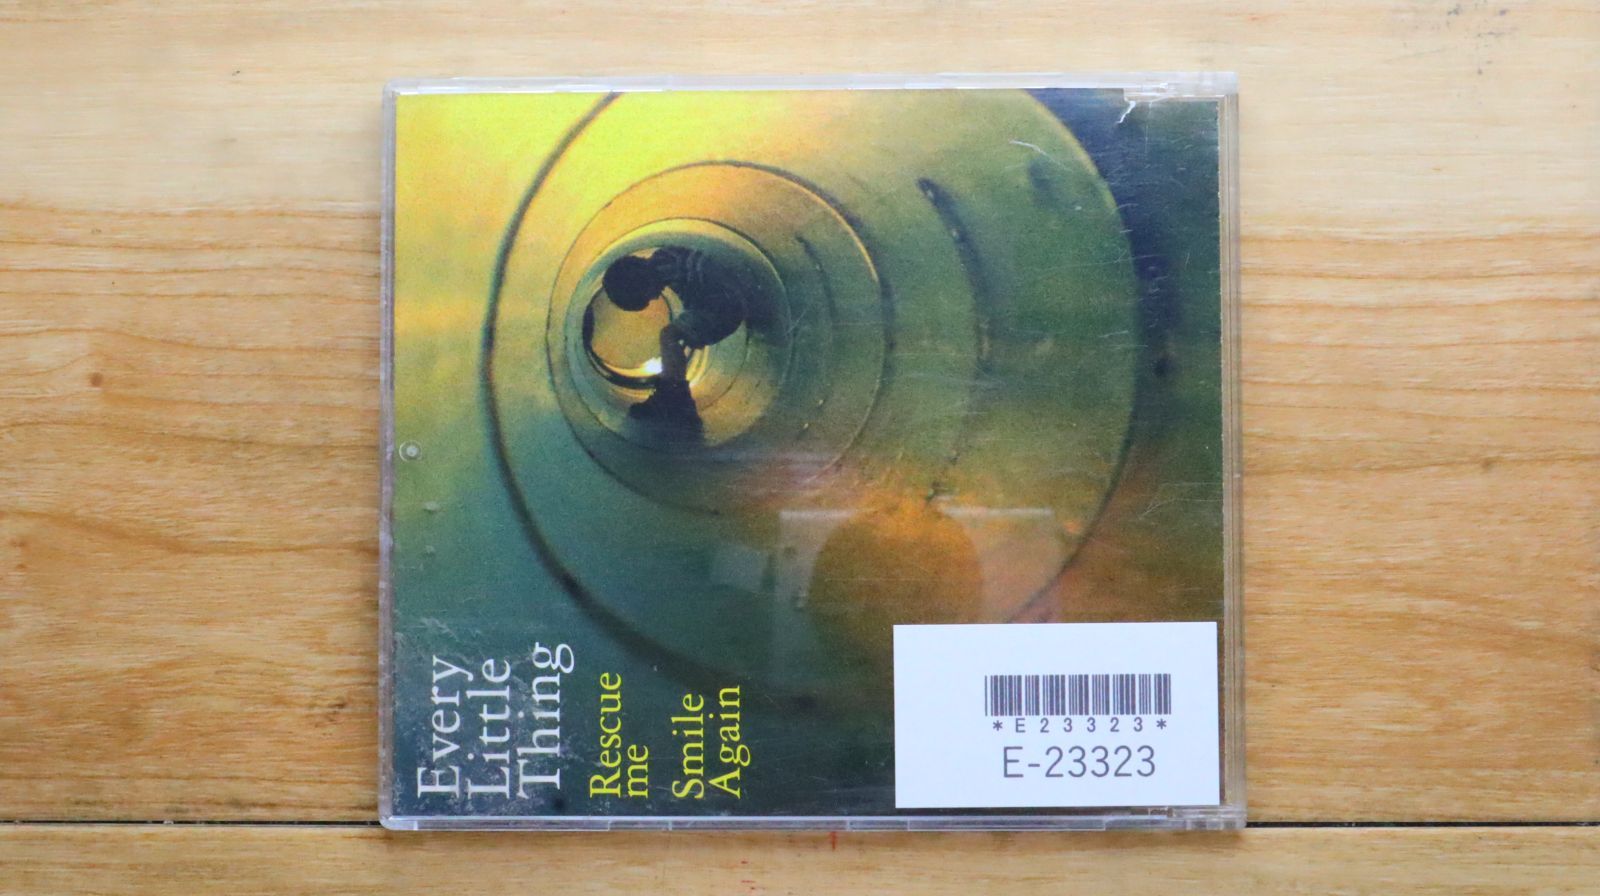 Every
Little
Thing
Rescue
me
Smile
Again
*E23323*
E-23323